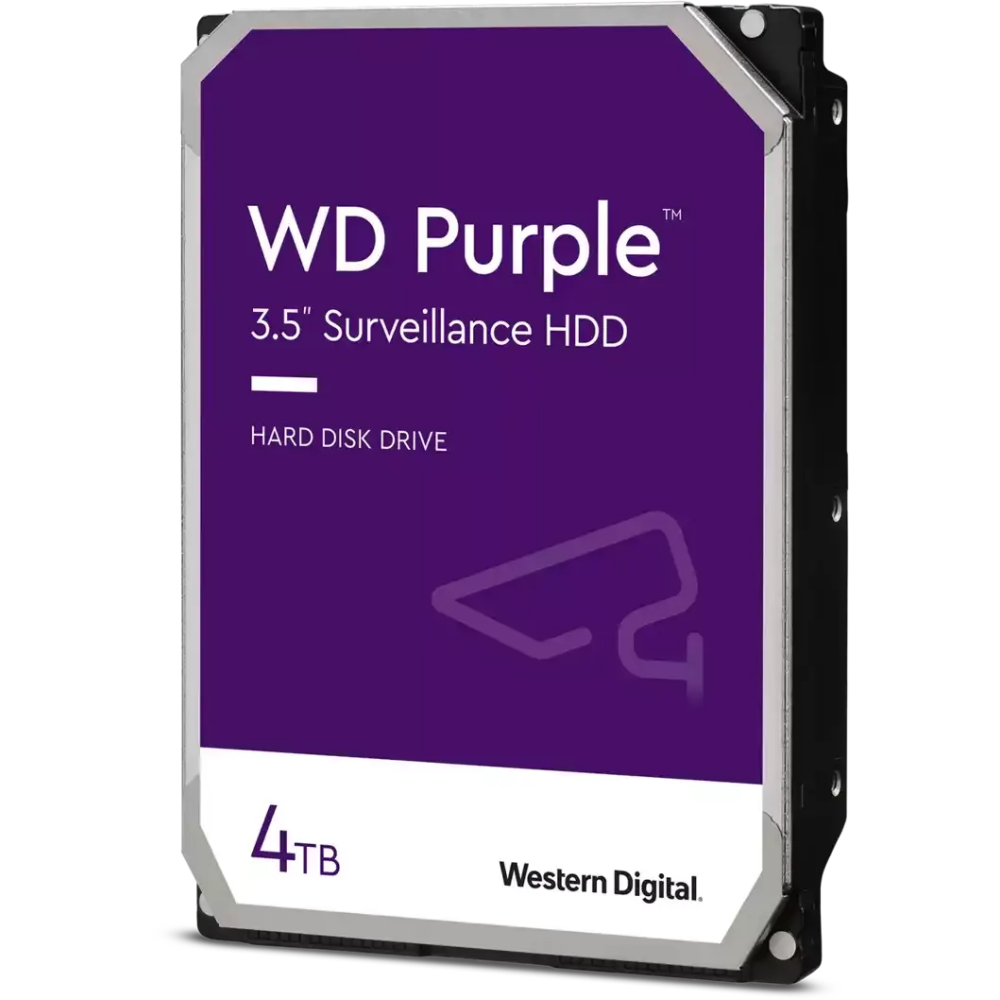 WD Purple™
3.5" Surveillance HDD
HARD DISK DRIVE
4TB
Western Digital.